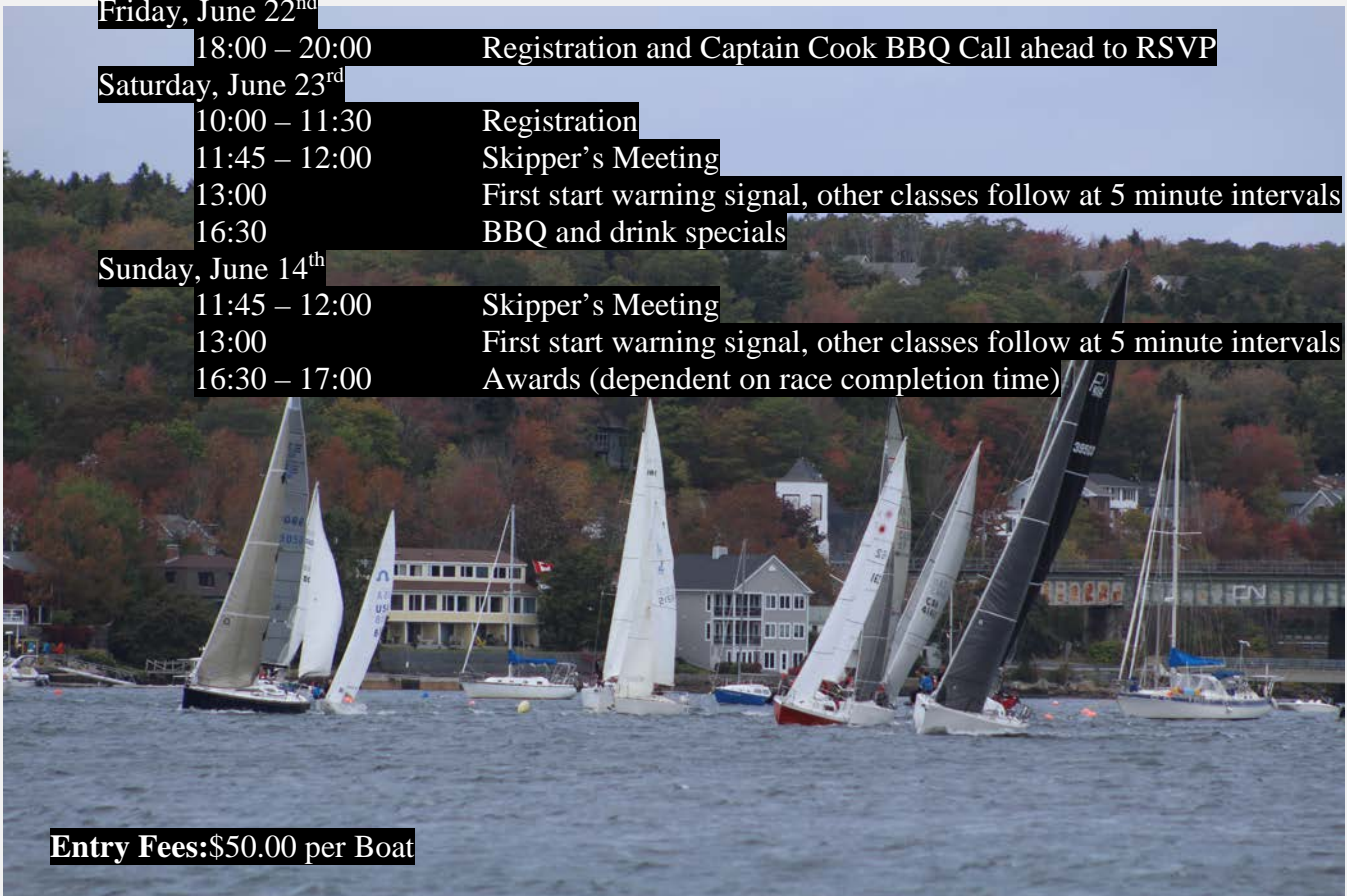 Friday, June 22nd
18:00 – 20:00 Registration and Captain Cook BBQ Call ahead to RSVP
Saturday, June 23rd
10:00 – 11:30 Registration
11:45 – 12:00 Skipper’s Meeting
13:00 First start warning signal, other classes follow at 5 minute intervals
16:30 BBQ and drink specials
Sunday, June 14th
11:45 – 12:00 Skipper’s Meeting
13:00 First start warning signal, other classes follow at 5 minute intervals
16:30 – 17:00 Awards (dependent on race completion time)
CN
Entry Fees:$50.00 per Boat